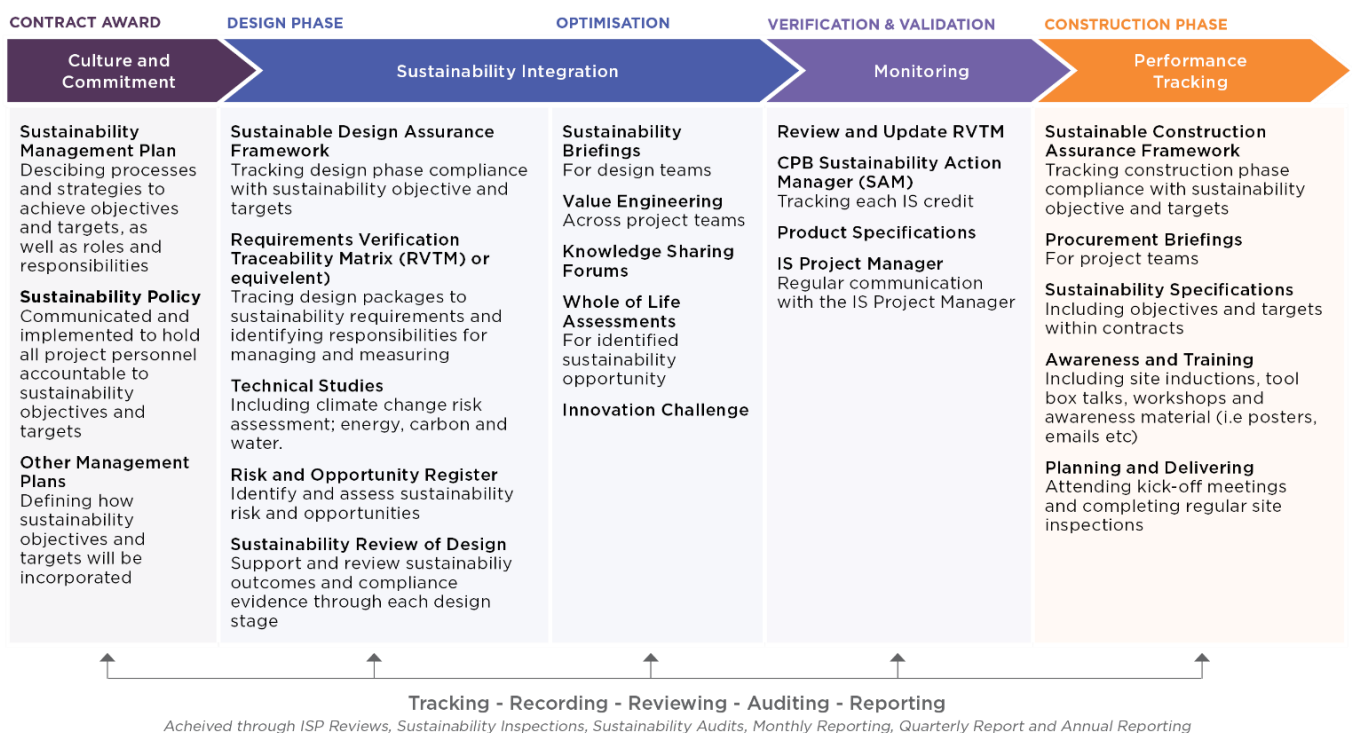 CONTRACT AWARD
DESIGN PHASE
OPTIMISATION
VERIFICATION & VALIDATION
CONSTRUCTION PHASE
Culture and
Commitment
Sustainability Integration
Monitoring
Performance
Tracking
Sustainability
Management Plan
Descibing processes
and strategies to
achieve objectives
and targets, as
well as roles and
responsibilities
Sustainability Policy
Communicated and
implemented to hold
all project personnel
accountable to
sustainability
objectives and
targets
Other Management
Plans
Defining how
sustainability
objectives and
targets will be
incorporated
Sustainable Design Assurance
Framework
Tracking design phase compliance
with sustainability objective and
targets
Requirements Verification
Traceability Matrix (RVTM) or
equivelent)
Tracing design packages to
sustainability requirements and
identifying responsibilities for
managing and measuring
Technical Studies
Including climate change risk
assessment; energy, carbon and
water.
Risk and Opportunity Register
Identify and assess sustainability
risk and opportunities
Sustainability Review of Design
Support and review sustainabiliy
outcomes and compliance
evidence through each design
stage
Sustainability
Briefings
For design teams
Value Engineering
Across project teams
Knowledge Sharing
Forums
Whole of Life
Assessments
For identified
sustainability
opportunity
Innovation Challenge
Review and Update RVTM
CPB Sustainability Action
Manager (SAM)
Tracking each IS credit
Product Specifications
IS Project Manager
Regular communication
with the IS Project Manager
Sustainable Construction
Assurance Framework
Tracking construction phase
compliance with sustainability
objective and targets
Procurement Briefings
For project teams
Sustainability Specifications
Including objectives and targets
within contracts
Awareness and Training
Including site inductions, tool
box talks, workshops and
awareness material (i.e posters,
emails etc)
Planning and Delivering
Attending kick-off meetings
and completing regular site
inspections
Tracking - Recording - Reviewing - Auditing - Reporting
Acheived through ISP Reviews, Sustainability Inspections, Sustainability Audits, Monthly Reporting, Quarterly Report and Annual Reporting